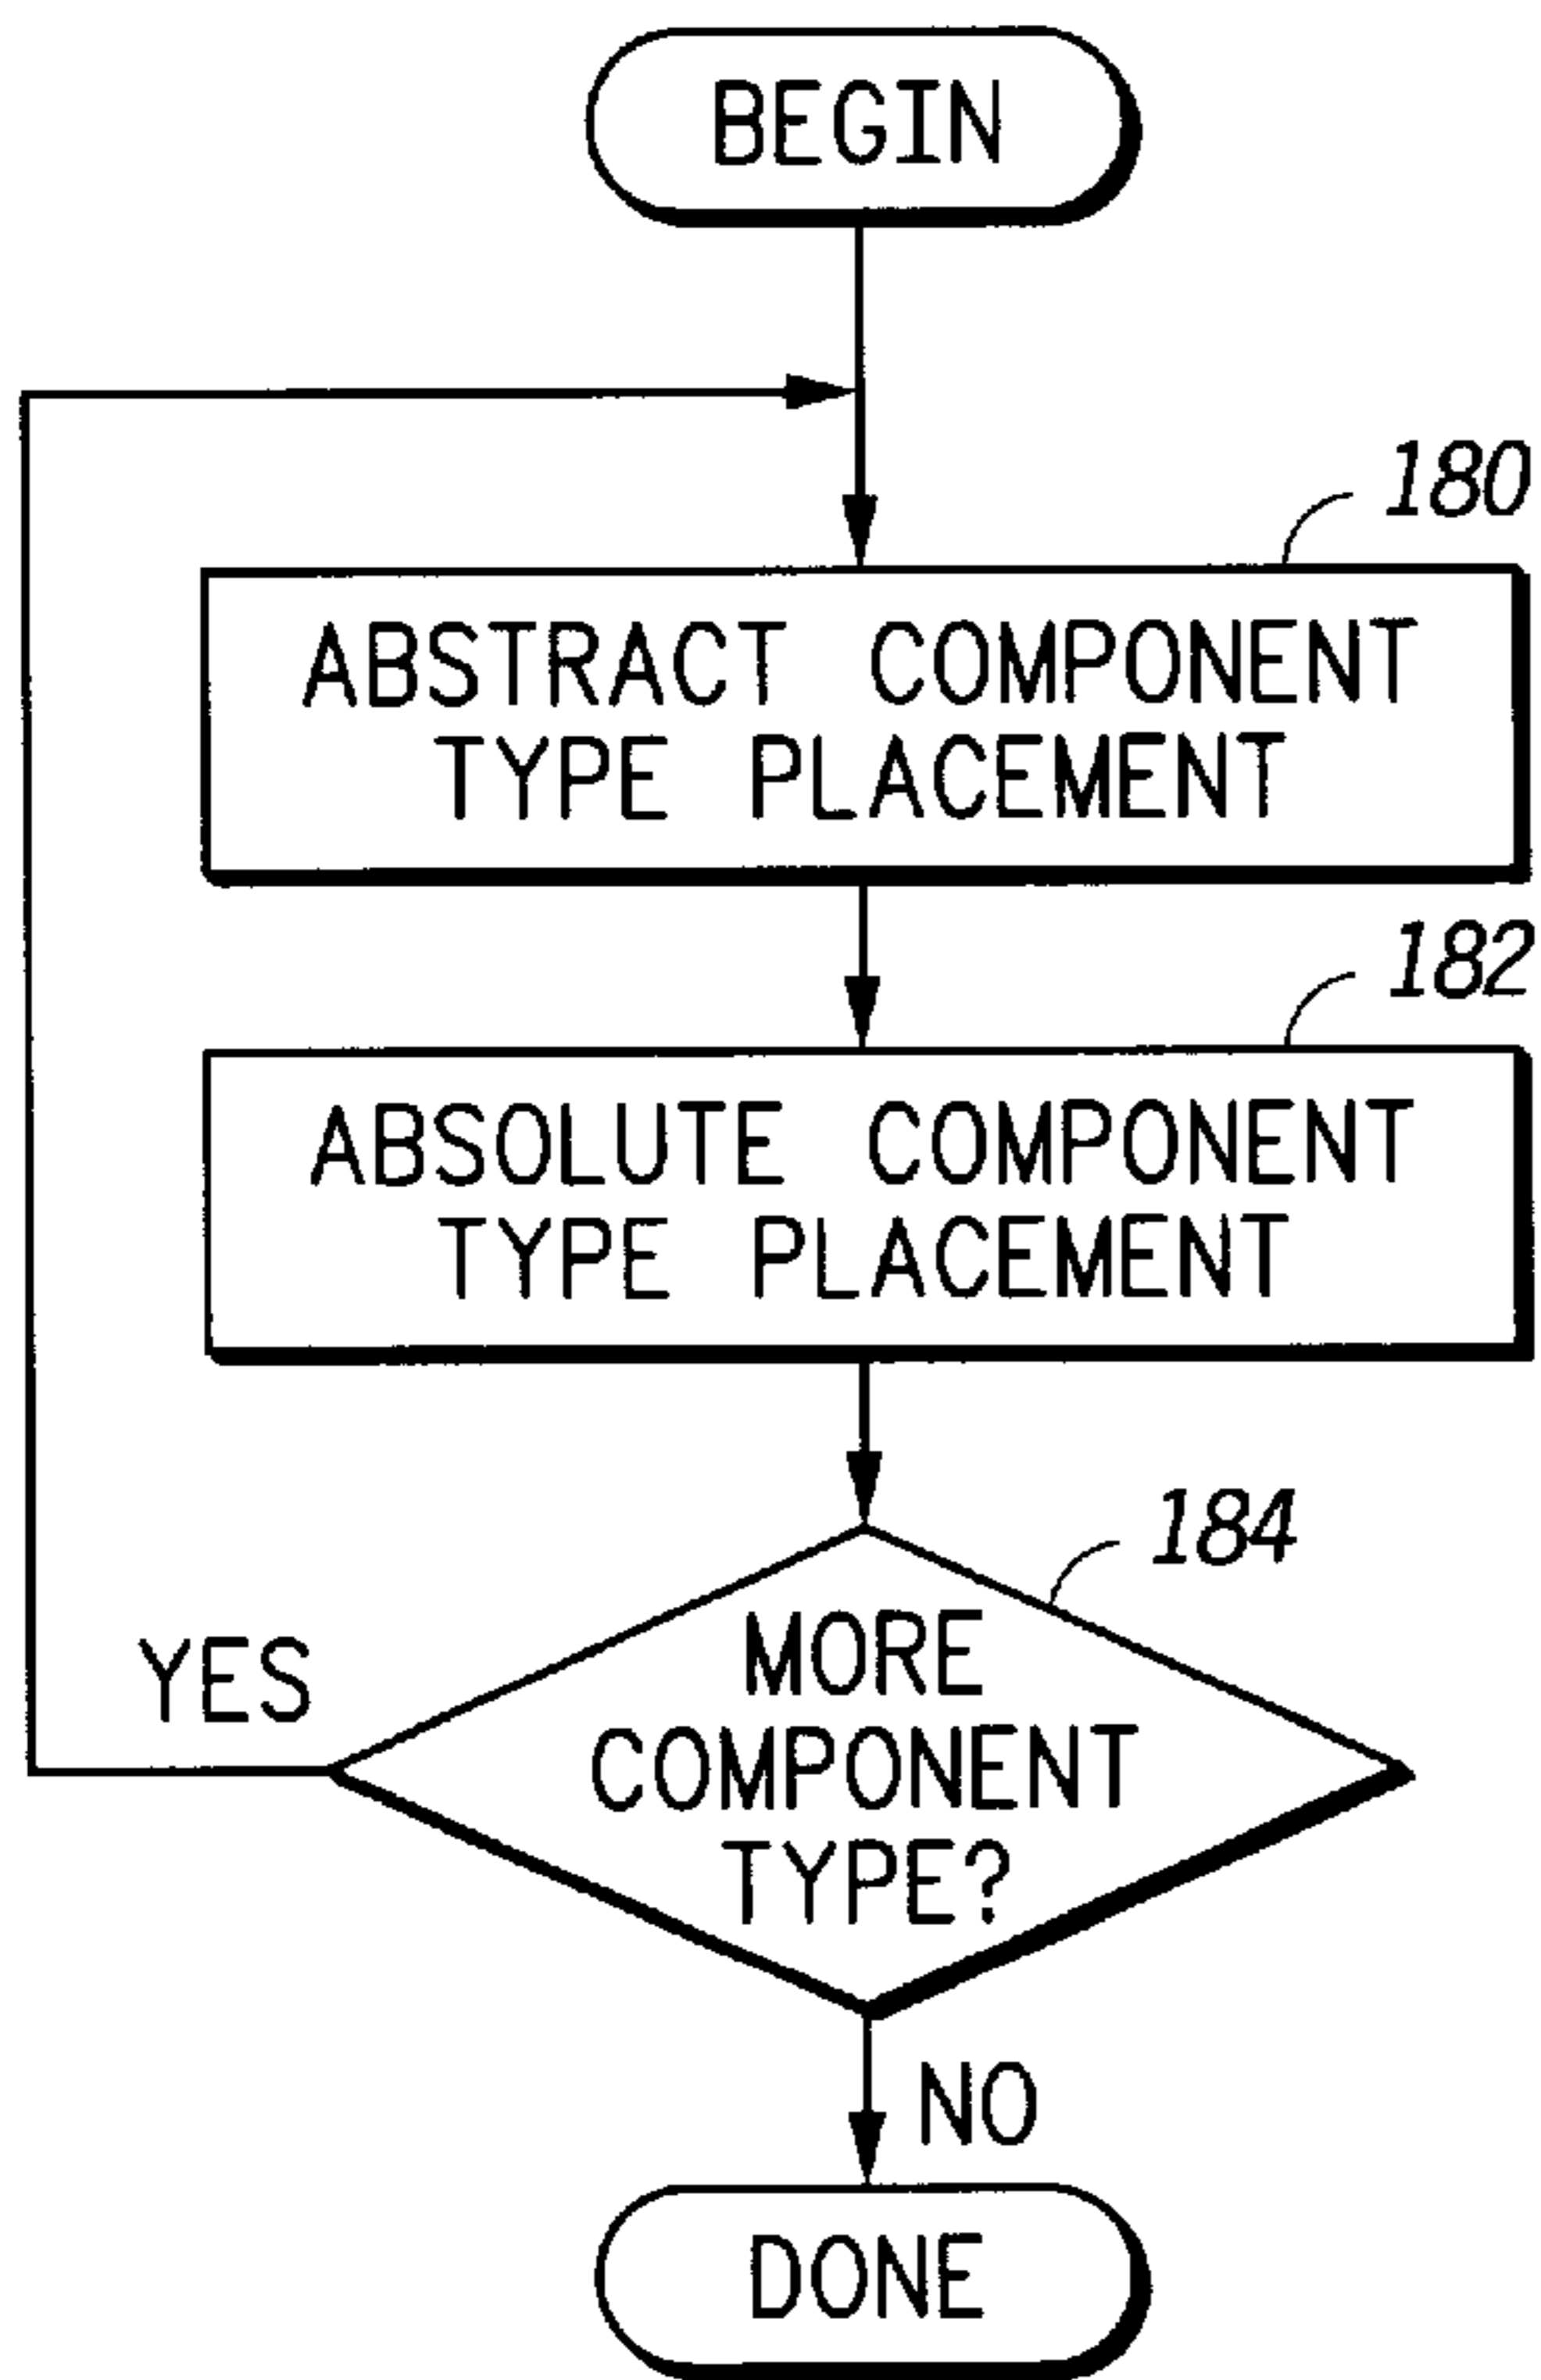 BEGIN
180
ABSTRACT COMPONENT
TYPE PLACEMENT
182
ABSOLUTE COMPONENT
TYPE PLACEMENT
184
MORE
COMPONENT
TYPE?
YES
NO
DONE